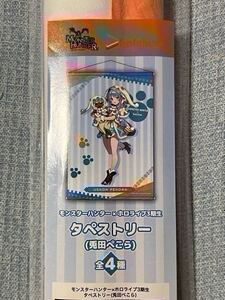 MONSTER HUNTER
USADA PEKORA
モンスターハンター×ホロライブ3期生
タペストリー
(兎田ぺこら)
全4種
モンスターハンター×ホロライブ3期生
タペストリー(兎田ぺこら)